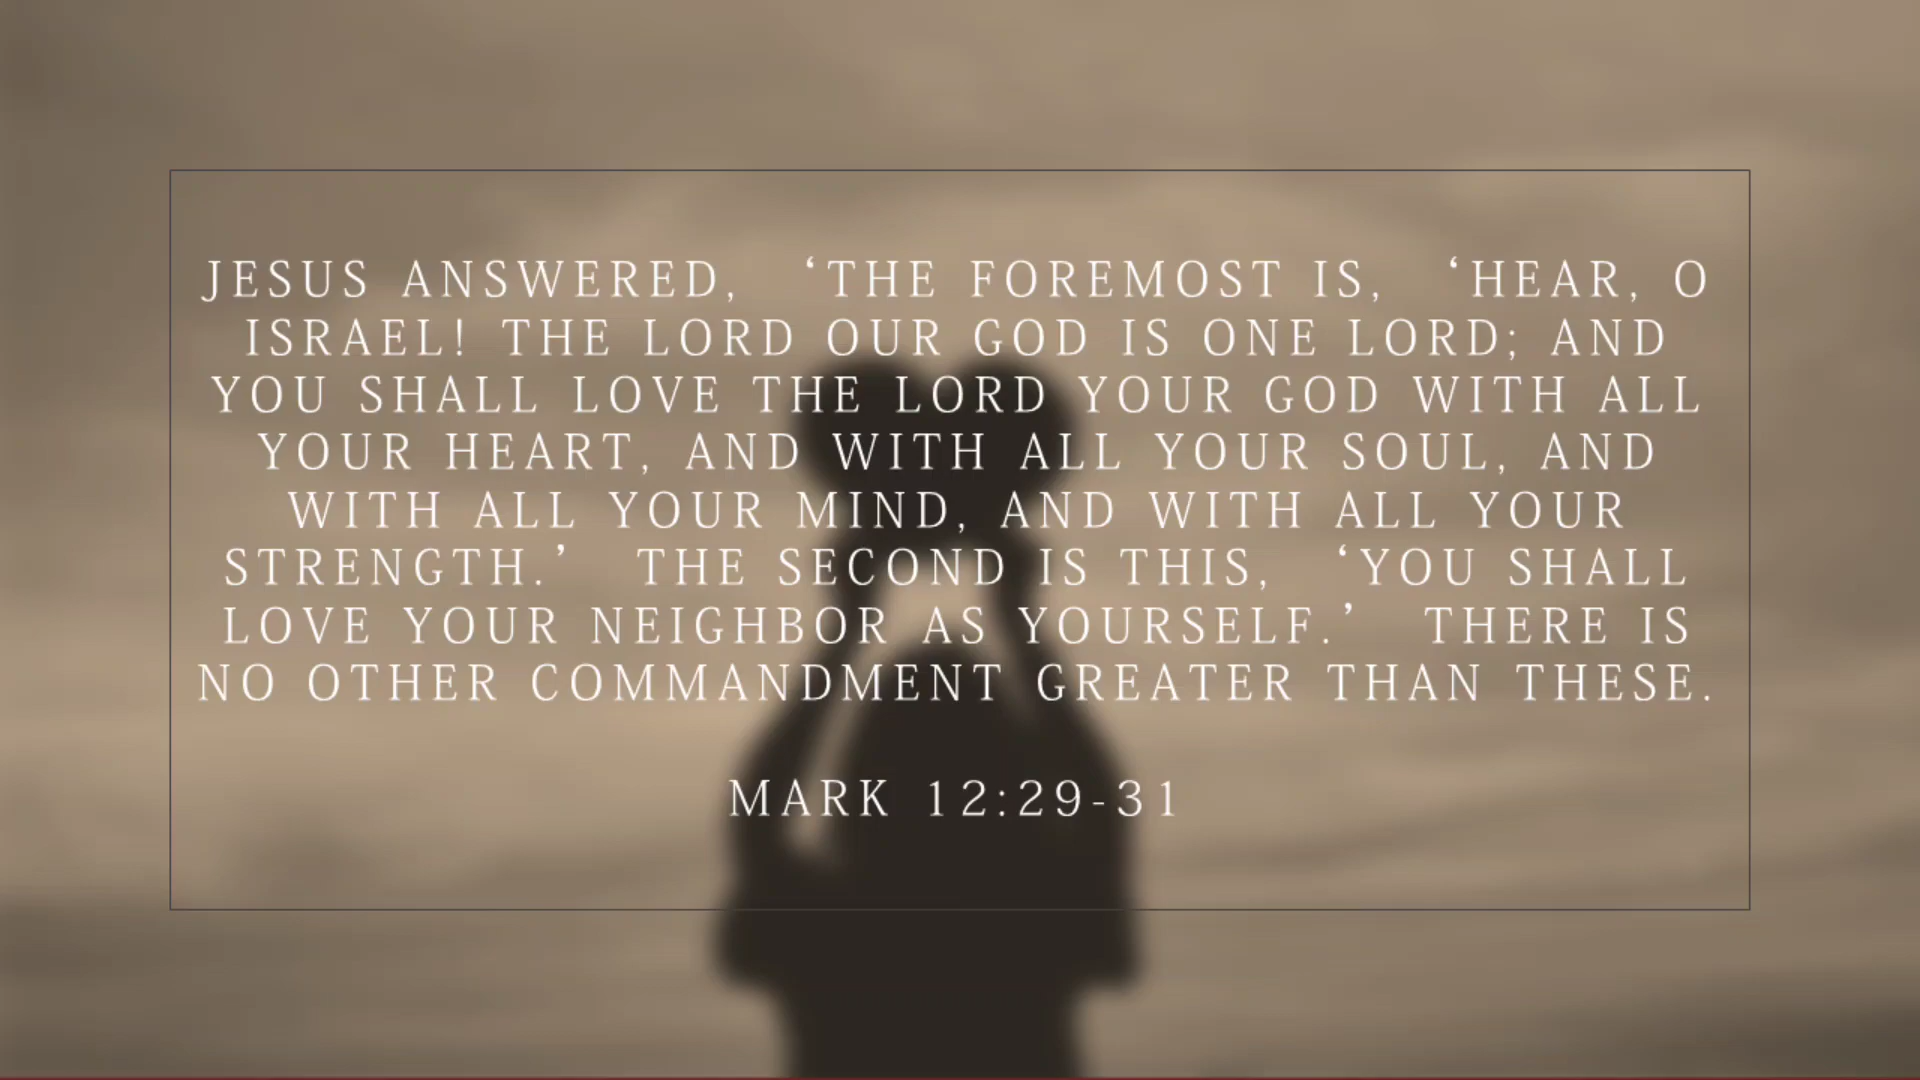 JESUS ANSWERED, ‘THE FOREMOST IS, ‘HEAR, O
ISRAEL! THE LORD OUR GOD IS ONE LORD; AND
YOU SHALL LOVE THE LORD YOUR GOD WITH ALL
YOUR HEART, AND WITH ALL YOUR SOUL, AND
WITH ALL YOUR MIND, AND WITH ALL YOUR
STRENGTH.’ THE SECOND IS THIS, ‘YOU SHALL
LOVE YOUR NEIGHBOR AS YOURSELF.’ THERE IS
NO OTHER COMMANDMENT GREATER THAN THESE.
MARK 12:29-31